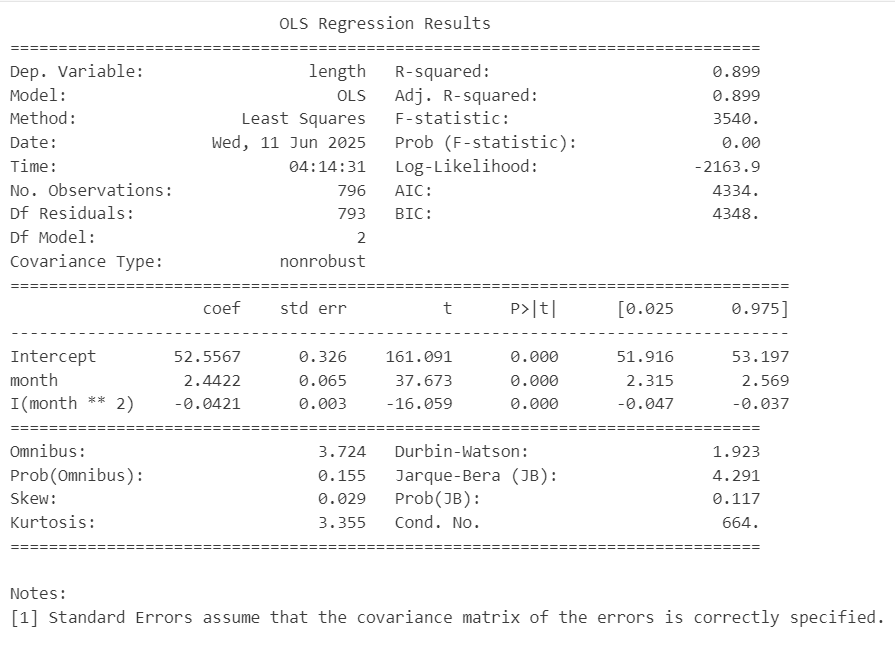 OLS Regression Results
==============================================================================
Dep. Variable: length R-squared: 0.899
Model: OLS Adj. R-squared: 0.899
Method: Least Squares F-statistic: 3540.
Date: Wed, 11 Jun 2025 Prob (F-statistic): 0.00
Time: 04:14:31 Log-Likelihood: -2163.9
No. Observations: 796 AIC: 4334.
Df Residuals: 793 BIC: 4348.
Df Model: 2
Covariance Type: nonrobust
=================================================================================
coef std err t P>|t| [0.025 0.975]
---------------------------------------------------------------------------------
Intercept 52.5567 0.326 161.091 0.000 51.916 53.197
month 2.4422 0.065 37.673 0.000 2.315 2.569
I(month ** 2) -0.0421 0.003 -16.059 0.000 -0.047 -0.037
==============================================================================
Omnibus: 3.724 Durbin-Watson: 1.923
Prob(Omnibus): 0.155 Jarque-Bera (JB): 4.291
Skew: 0.029 Prob(JB): 0.117
Kurtosis: 3.355 Cond. No. 664.
==============================================================================
Notes:
[1] Standard Errors assume that the covariance matrix of the errors is correctly specified.